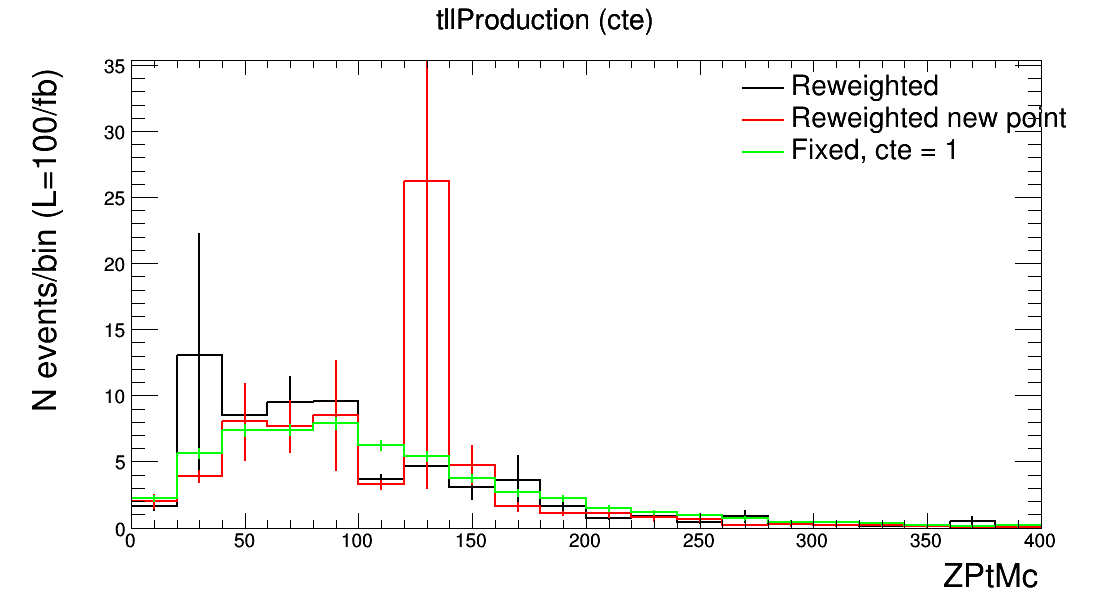 tllProduction (cte)
N events/bin (L=100/fb)
35
30
25
20
15
10
5
0
Reweighted
Reweighted new point
Fixed, cte = 1
0 50 100 150 200 250 300 350 400
ZPtMc